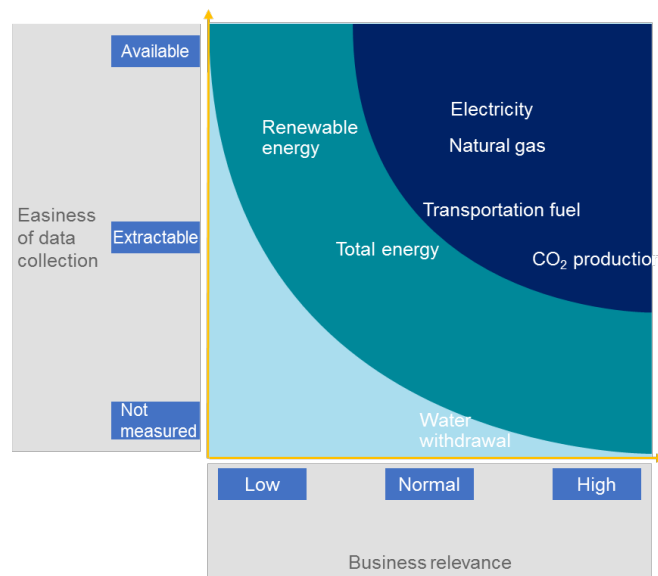 Available
Electricity
Renewable
energy
Natural gas
Easiness
of data
collection
Extractable
Transportation fuel
Total energy
CO₂ production
Not
measured
Water
withdrawal
Low
Normal
High
Business relevance